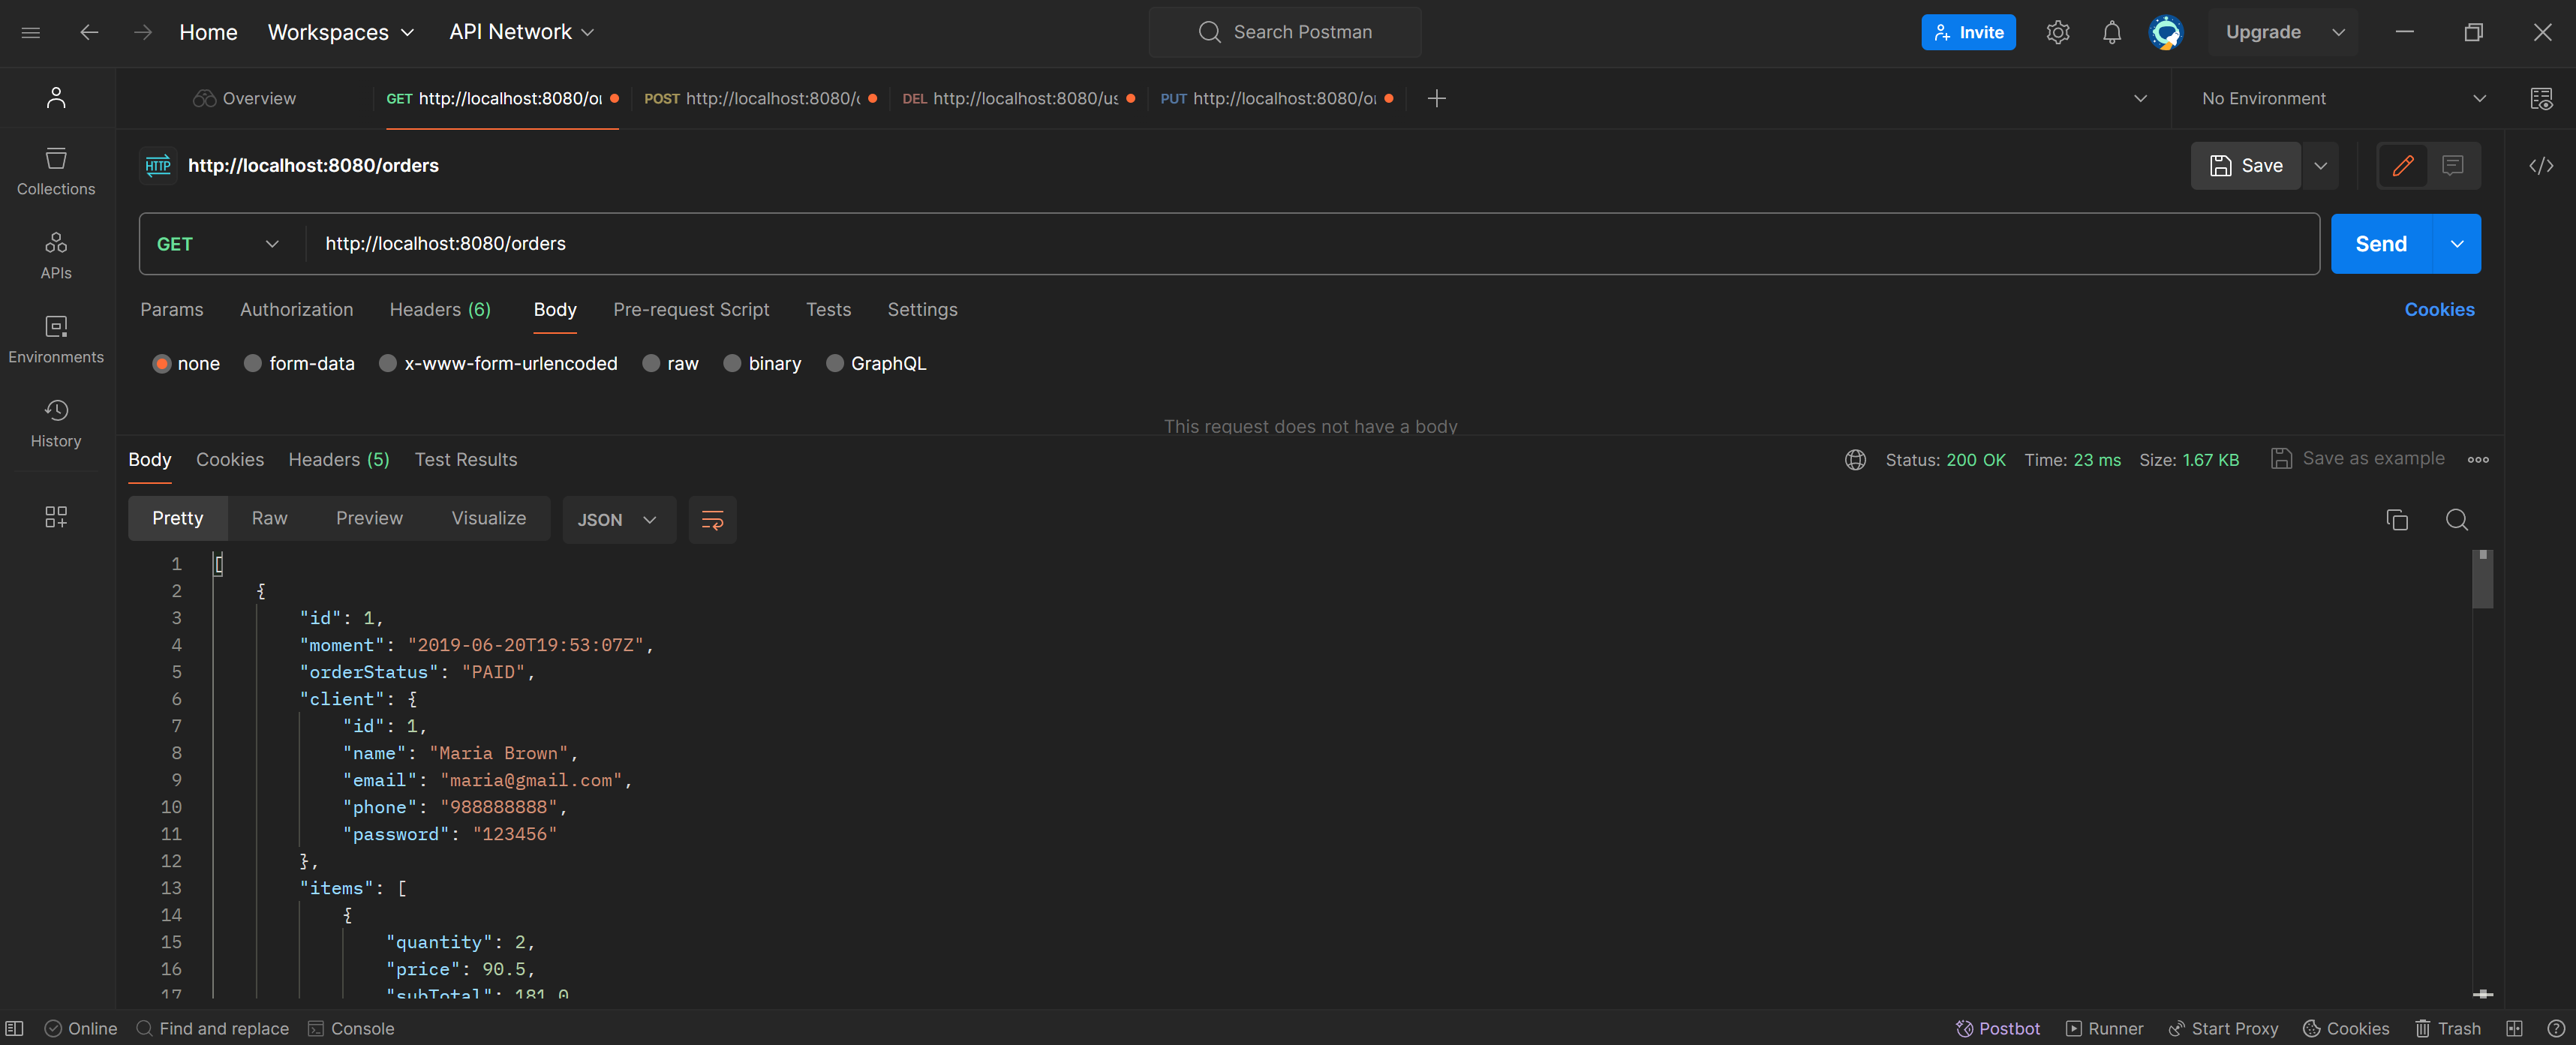 Home Workspaces API Network Search Postman Invite Upgrade
Overview GET http://localhost:8080/o POST http://localhost:8080/ DEL http://localhost:8080/us PUT http://localhost:8080/o No Environment
HTTP http://localhost:8080/orders Save
Collections
GET http://localhost:8080/orders Send
APIs
Params Authorization Headers (6) Body Pre-request Script Tests Settings Cookies
Environments
none form-data x-www-form-urlencoded raw binary GraphQL
History
This request does not have a body
Body Cookies Headers (5) Test Results Status: 200 OK Time: 23 ms Size: 1.67 KB Save as example
Pretty Raw Preview Visualize JSON
1 [
2 {
3 "id": 1,
4 "moment": "2019-06-20T19:53:07Z",
5 "orderStatus": "PAID",
6 "client": {
7 "id": 1,
8 "name": "Maria Brown",
9 "email": "maria@gmail.com",
10 "phone": "988888888",
11 "password": "123456"
12 },
13 "items": [
14 {
15 "quantity": 2,
16 "price": 90.5,
17 "subTotal": 181.0
Online Find and replace Console Postbot Runner Start Proxy Cookies Trash